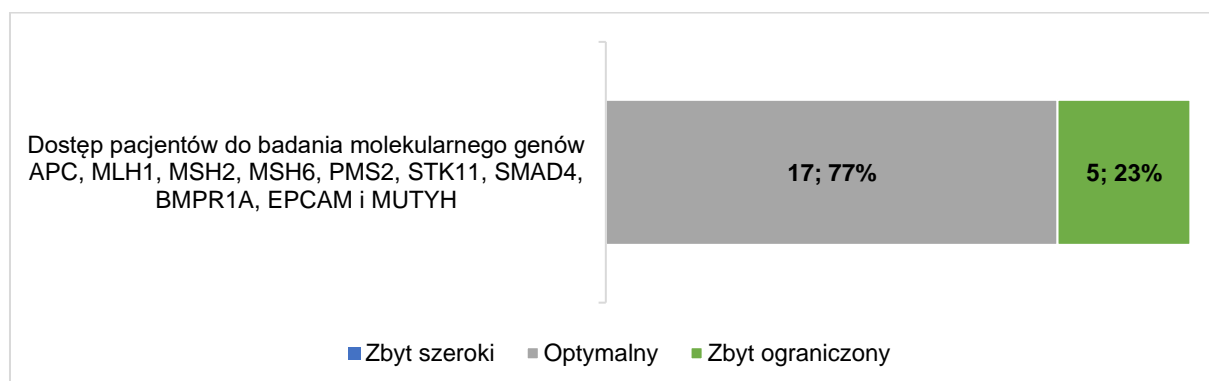 Dostęp pacjentów do badania molekularnego genów
APC, MLH1, MSH2, MSH6, PMS2, STK11, SMAD4,
BMPR1A, EPCAM i MUTYH
17; 77%
5; 23%
Zbyt szeroki
Optymalny
Zbyt ograniczony